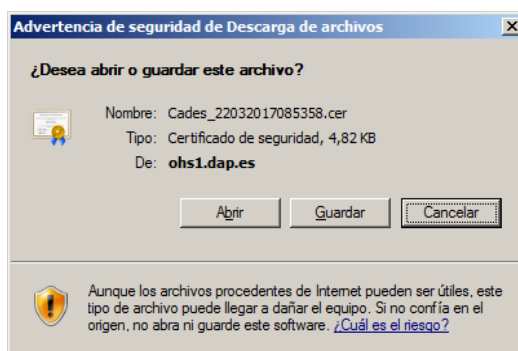 Advertencia de seguridad de Descarga de archivos
¿Desea abrir o guardar este archivo?
Nombre: Cades_22032017085358.cer
Tipo: Certificado de seguridad, 4,82 KB
De: ohs1.dap.es
Abrir Guardar Cancelar
Aunque los archivos procedentes de Internet pueden ser útiles, este
tipo de archivo puede llegar a dañar el equipo. Si no confía en el
origen, no abra ni guarde este software. ¿Cuál es el riesgo?